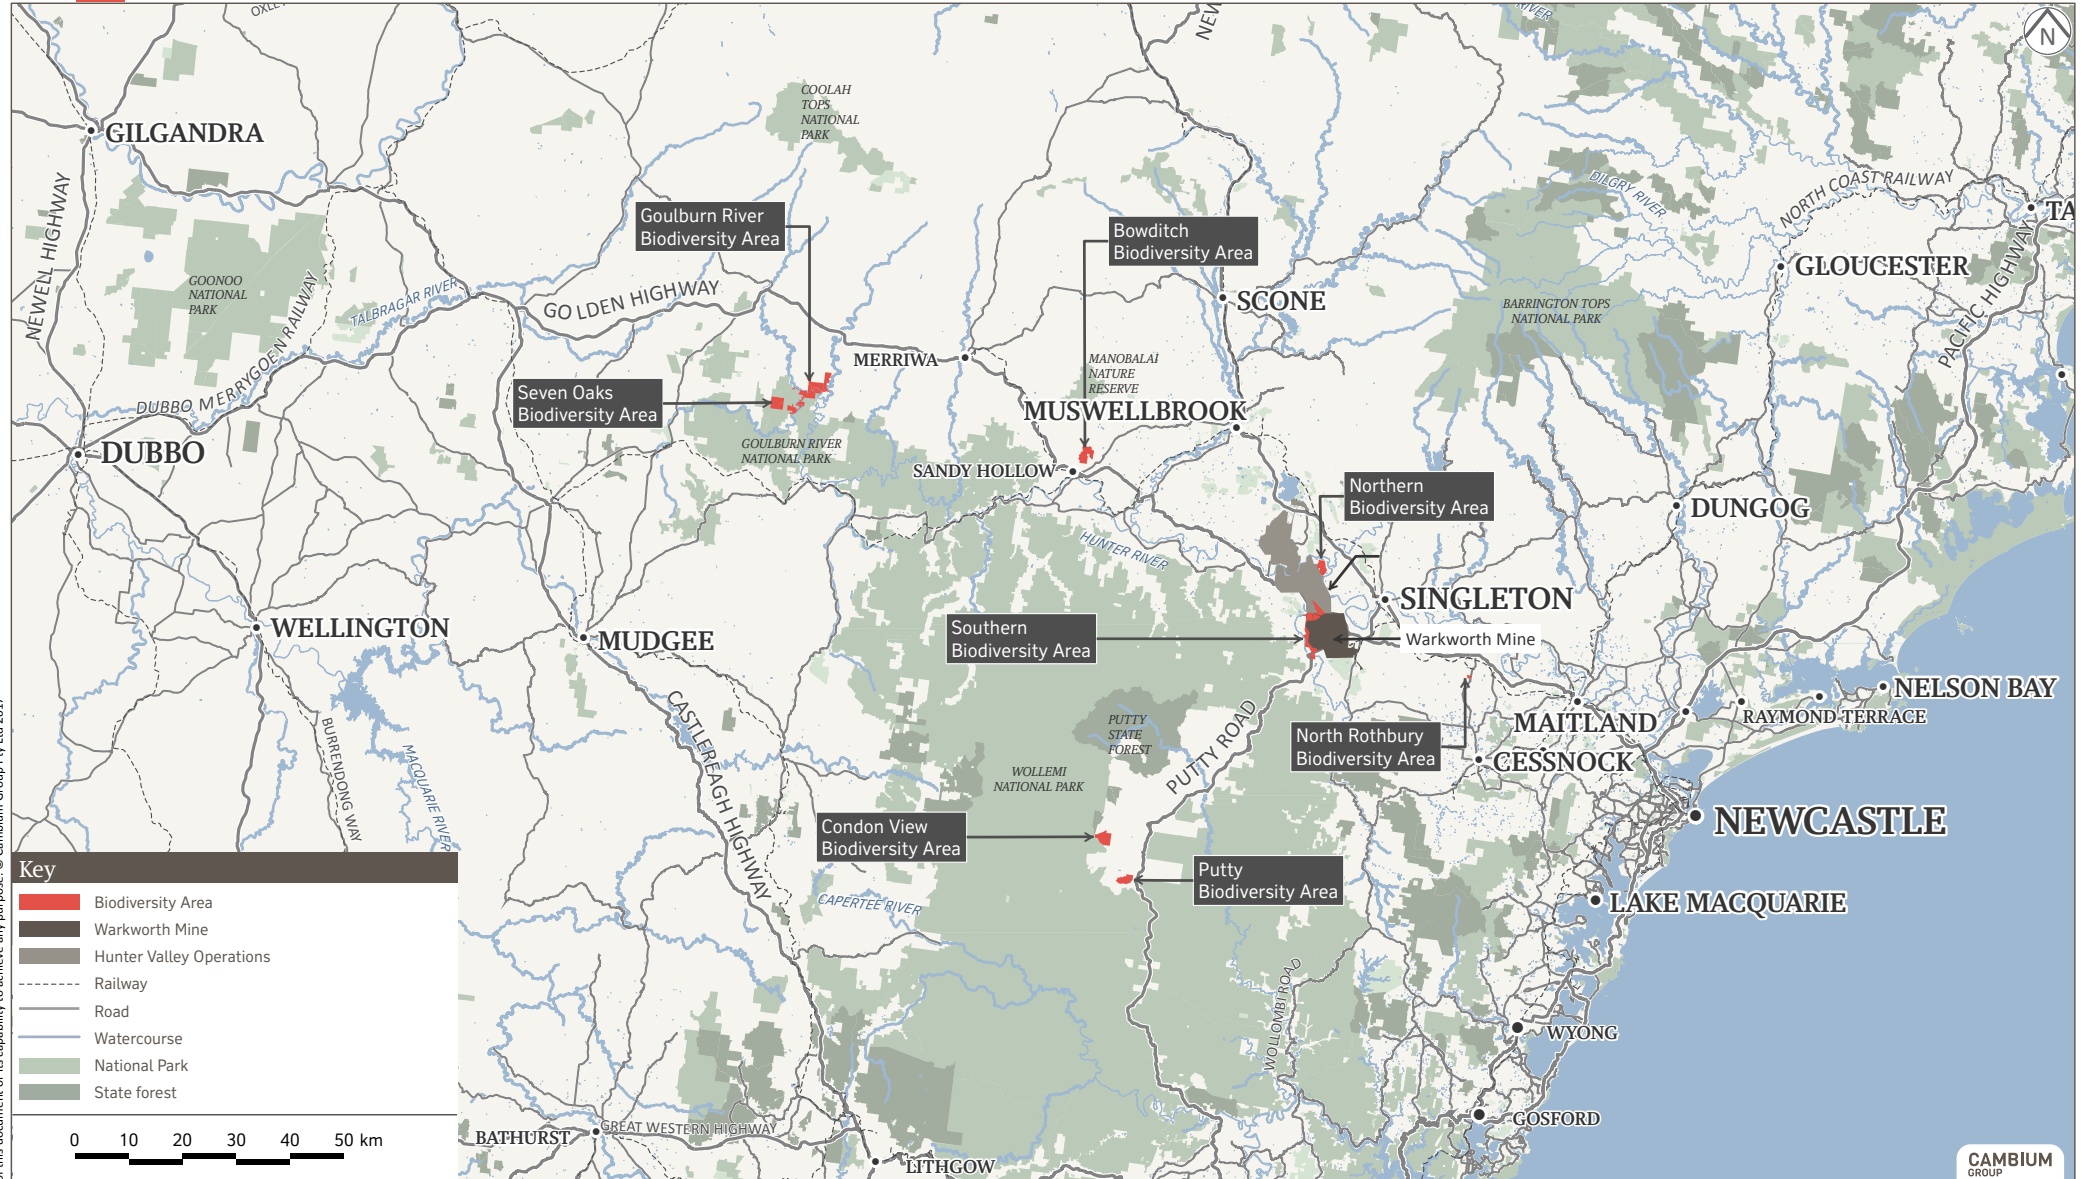 NEW
RIVER
N
COOLAH
TOPS
NATIONAL
PARK
GILGANDRA
DILGRY RIVER
NORTH COAST RAILWAY
NEWELL HIGHWAY
Goulburn River
Biodiversity Area
Bowditch
Biodiversity Area
TA
GOONOO
NATIONAL
PARK
GLOUCESTER
PACIFIC HIGHWAY
TALBRAGAR RIVER
GOLDEN HIGHWAY
SCONE
BARRINGTON TOPS
NATIONAL PARK
DUBBO MERRYGOEN RAILWAY
MERRIWA
MANOBALAI
NATURE
RESERVE
Seven Oaks
Biodiversity Area
MUSWELLBROOK
DUBBO
GOULBURN RIVER
NATIONAL PARK
SANDY HOLLOW
Northern
Biodiversity Area
DUNGOG
HUNTER RIVER
SINGLETON
WELLINGTON
MUDGEE
Southern
Biodiversity Area
Warkworth Mine
NELSON BAY
RAYMOND TERRACE
MAITLAND
CASTLEREAGH HIGHWAY
BURRENDONG WAY
MACQUARIE RIVER
PUTTY
STATE
FOREST
PUTTY ROAD
North Rothbury
Biodiversity Area
CESSNOCK
WOLLEMI
NATIONAL PARK
NEWCASTLE
Condon View
Biodiversity Area
Putty
Biodiversity Area
CAPERTEE RIVER
LAKE MACQUARIE
WOLLOMBI ROAD
WYONG
GOSFORD
BATHURST
GREAT WESTERN HIGHWAY
LITHGOW
Key
Biodiversity Area
Warkworth Mine
Hunter Valley Operations
Railway
Road
Watercourse
National Park
State forest
0 10 20 30 40 50 km
CAMBIUM
GROUP